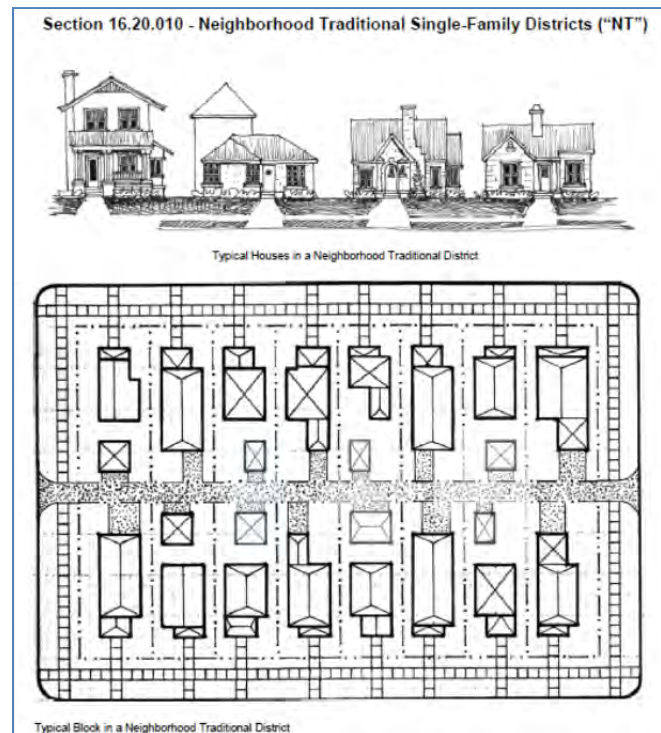 Section 16.20.010 - Neighborhood Traditional Single-Family Districts ("NT")
Typical Houses in a Neighborhood Traditional District
Typical Block in a Neighborhood Traditional District